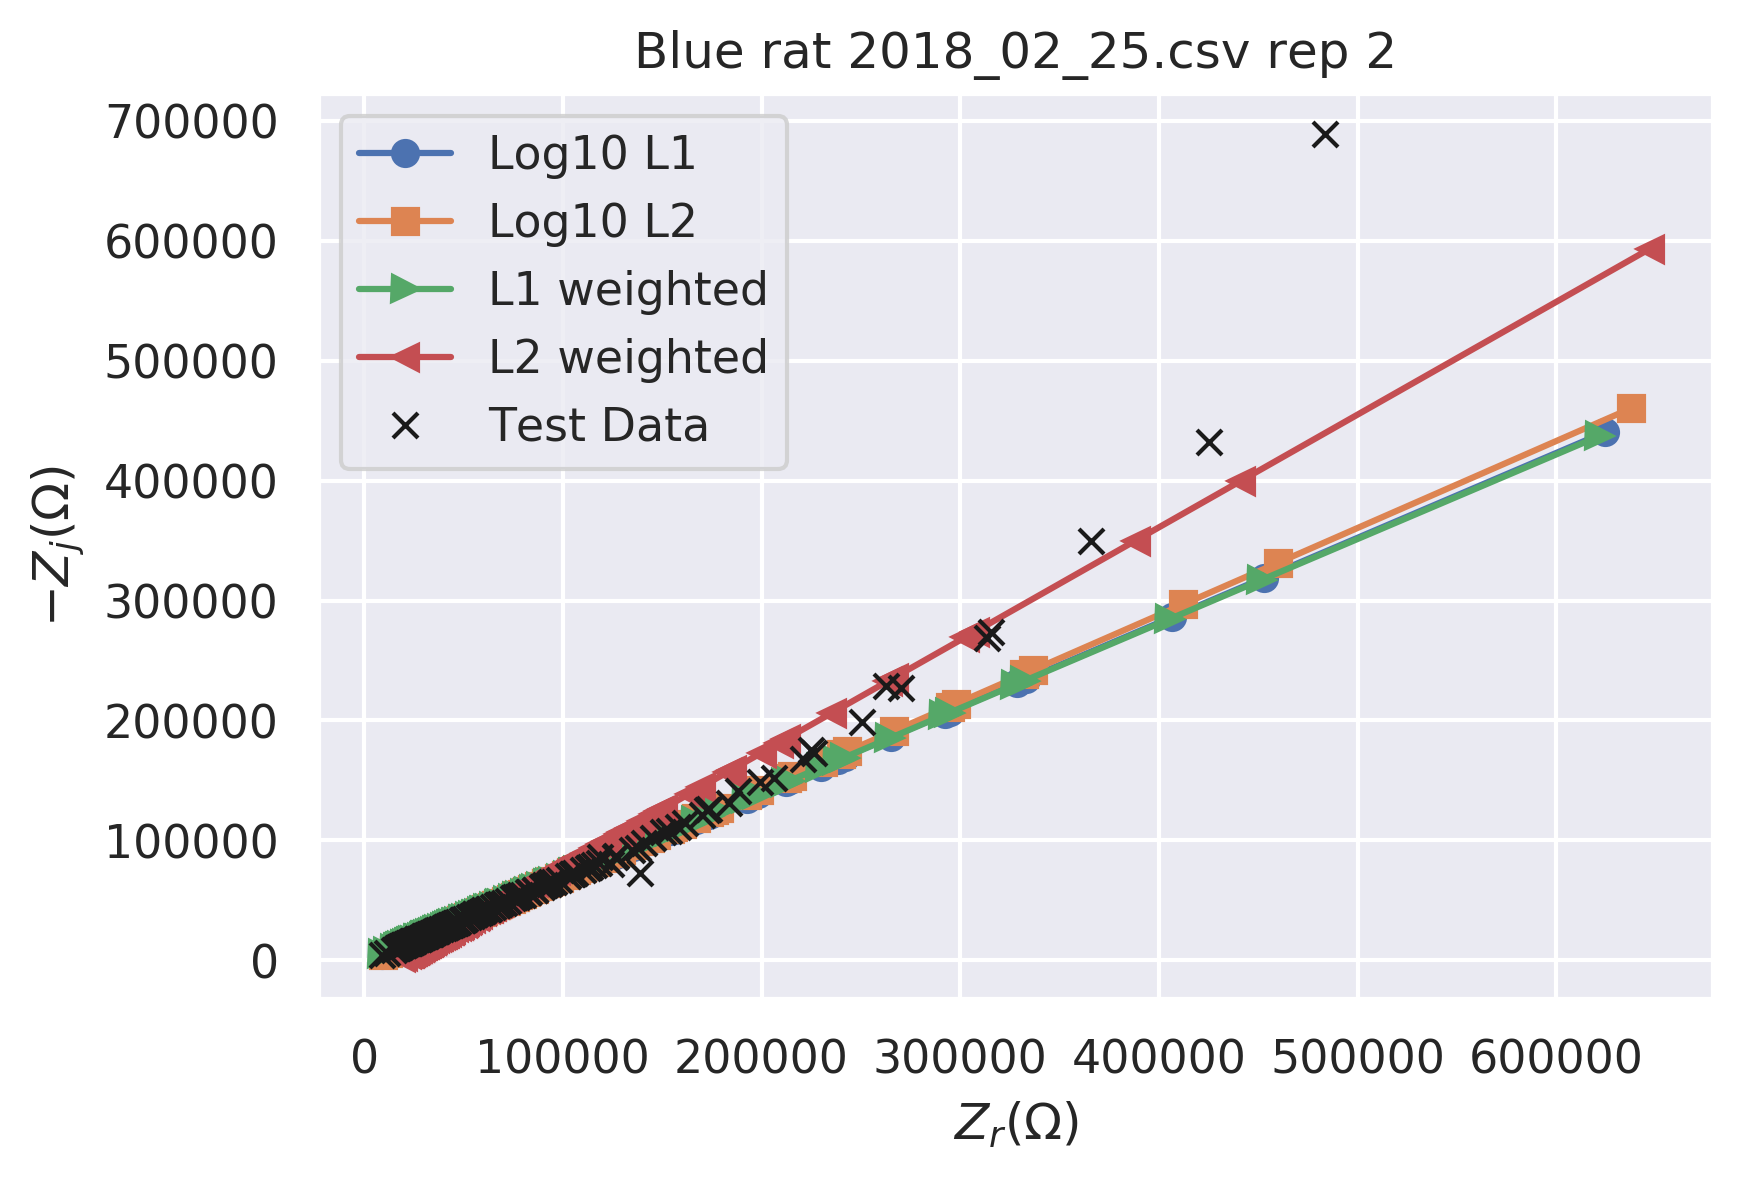 Blue rat 2018_02_25.csv rep 2
700000
600000
500000
400000
300000
200000
100000
0
−Z_j(Ω)
Log10 L1
Log10 L2
L1 weighted
L2 weighted
Test Data
0 100000 200000 300000 400000 500000 600000
Z_r(Ω)